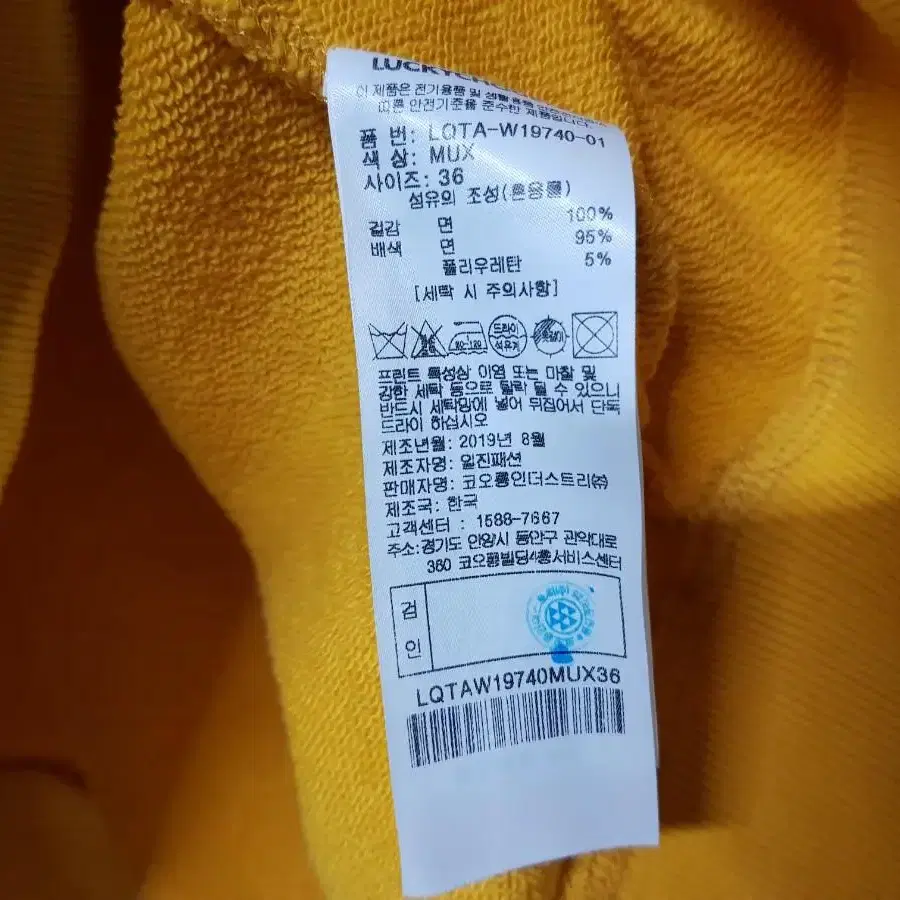 LUCKYCH
이 제품은 전기용품 및 생활용품
따른 안전기준을 준수한 제품입니다.
품 번: LQTA-W19740-01
색 상: MUX
사이즈: 36
섬유의 조성(혼용률)
겉감 면 100%
배색 면 95%
폴리우레탄 5%
[세탁 시 주의사항]
80~120
드라이
석유계
프린트 특성상 이염 또는 마찰 및
강한 세탁 등으로 탈락 될 수 있으니
반드시 세탁망에 넣어 뒤집어서 단독
드라이 하십시오
제조년월: 2019년 8월
제조자명: 일진패션
판매자명: 코오롱인더스트리㈜
제조국: 한국
고객센터 : 1588-7667
주소:경기도 안양시 동안구 관악대로
360 코오롱빌딩4층서비스센터
검
인
LQTAW19740MUX36